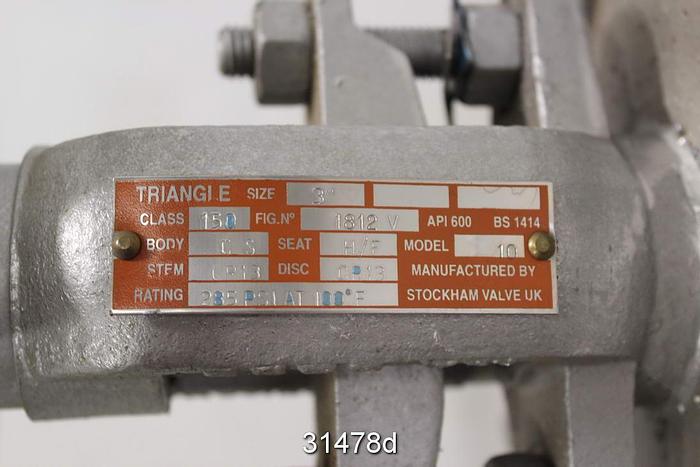 TRIANGLE SIZE 3"
CLASS 150 FIG.Nº 1812 V API 600 BS 1414
BODY C S SEAT H/F MODEL 10
STEM CR13 DISC CR13 MANUFACTURED BY
RATING 285 PSI AT 100°F STOCKHAM VALVE UK
31478d